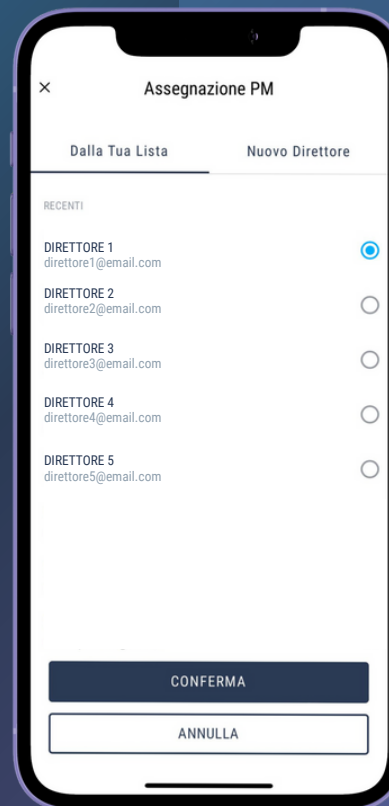 Assegnazione PM
Dalla Tua Lista
Nuovo Direttore
RECENTI
DIRETTORE 1
direttore1@email.com
DIRETTORE 2
direttore2@email.com
DIRETTORE 3
direttore3@email.com
DIRETTORE 4
direttore4@email.com
DIRETTORE 5
direttore5@email.com
CONFERMA
ANNULLA